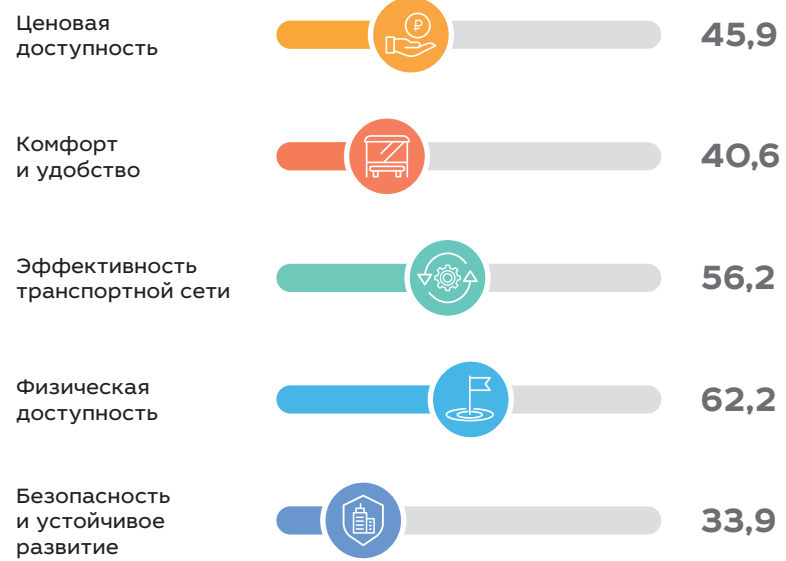 Ценовая
доступность
45,9
Комфорт
и удобство
40,6
Эффективность
транспортной сети
56,2
Физическая
доступность
62,2
Безопасность
и устойчивое
развитие
33,9